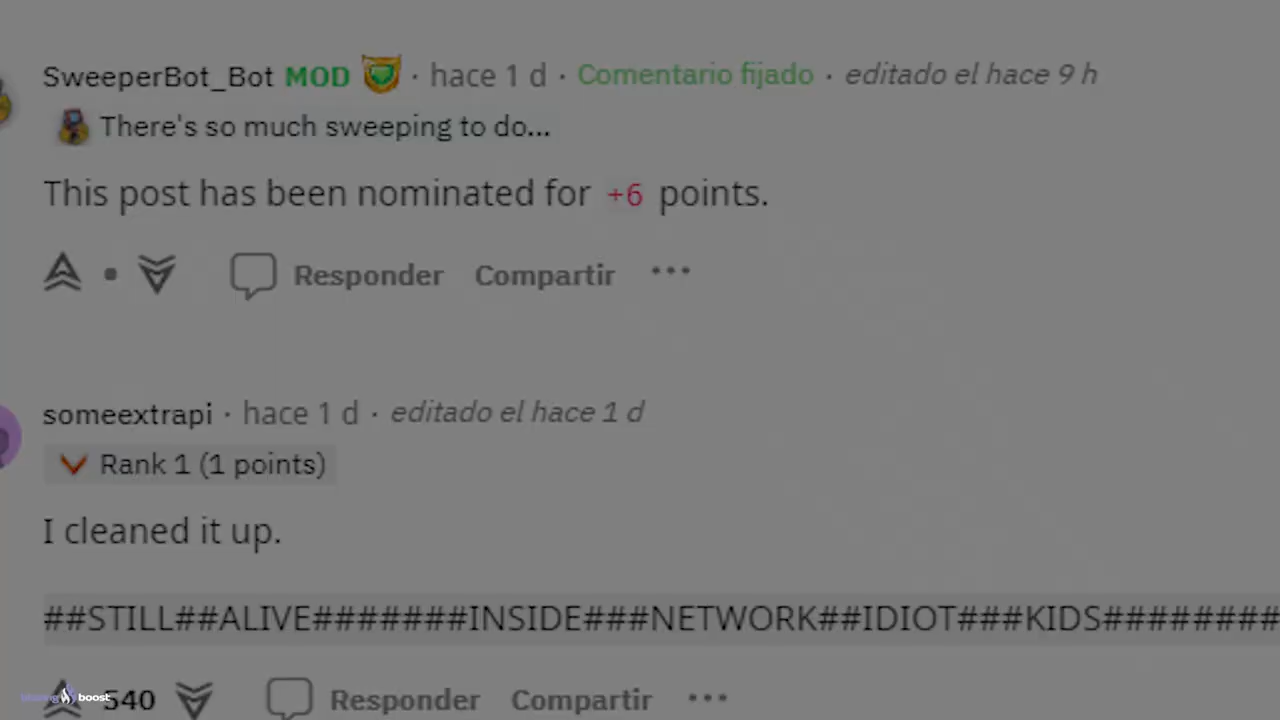 SweeperBot_Bot MOD · hace 1 d · Comentario fijado · editado el hace 9 h
There's so much sweeping to do...
This post has been nominated for +6 points.
Responder Compartir ···
someextrapi · hace 1 d · editado el hace 1 d
Rank 1 (1 points)
I cleaned it up.
##STILL##ALIVE#######INSIDE###NETWORK##IDIOT###KIDS########
540 Responder Compartir ···
boost